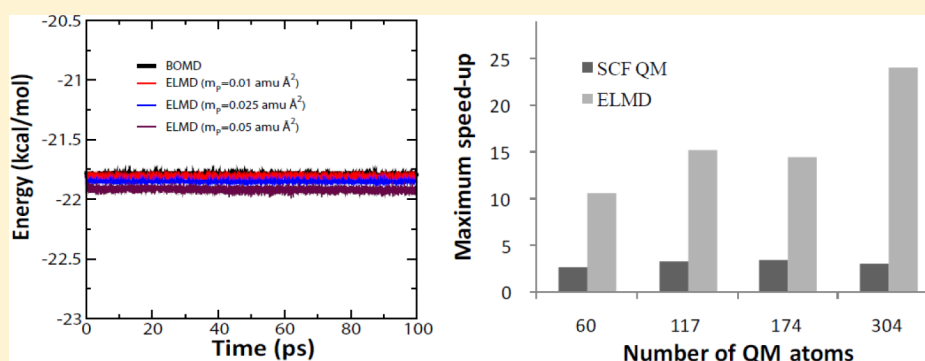 -20.5
-21
-21.5
-22
-22.5
-23
Energy (kcal/mol)
BOMD
ELMD (mP=0.01 amu Å²)
ELMD (mP=0.025 amu Å²)
ELMD (mP=0.05 amu Å²)
0 20 40 60 80 100
Time (ps)
Maximum speed-up
25
20
15
10
5
0
SCF QM
ELMD
60 117 174 304
Number of QM atoms